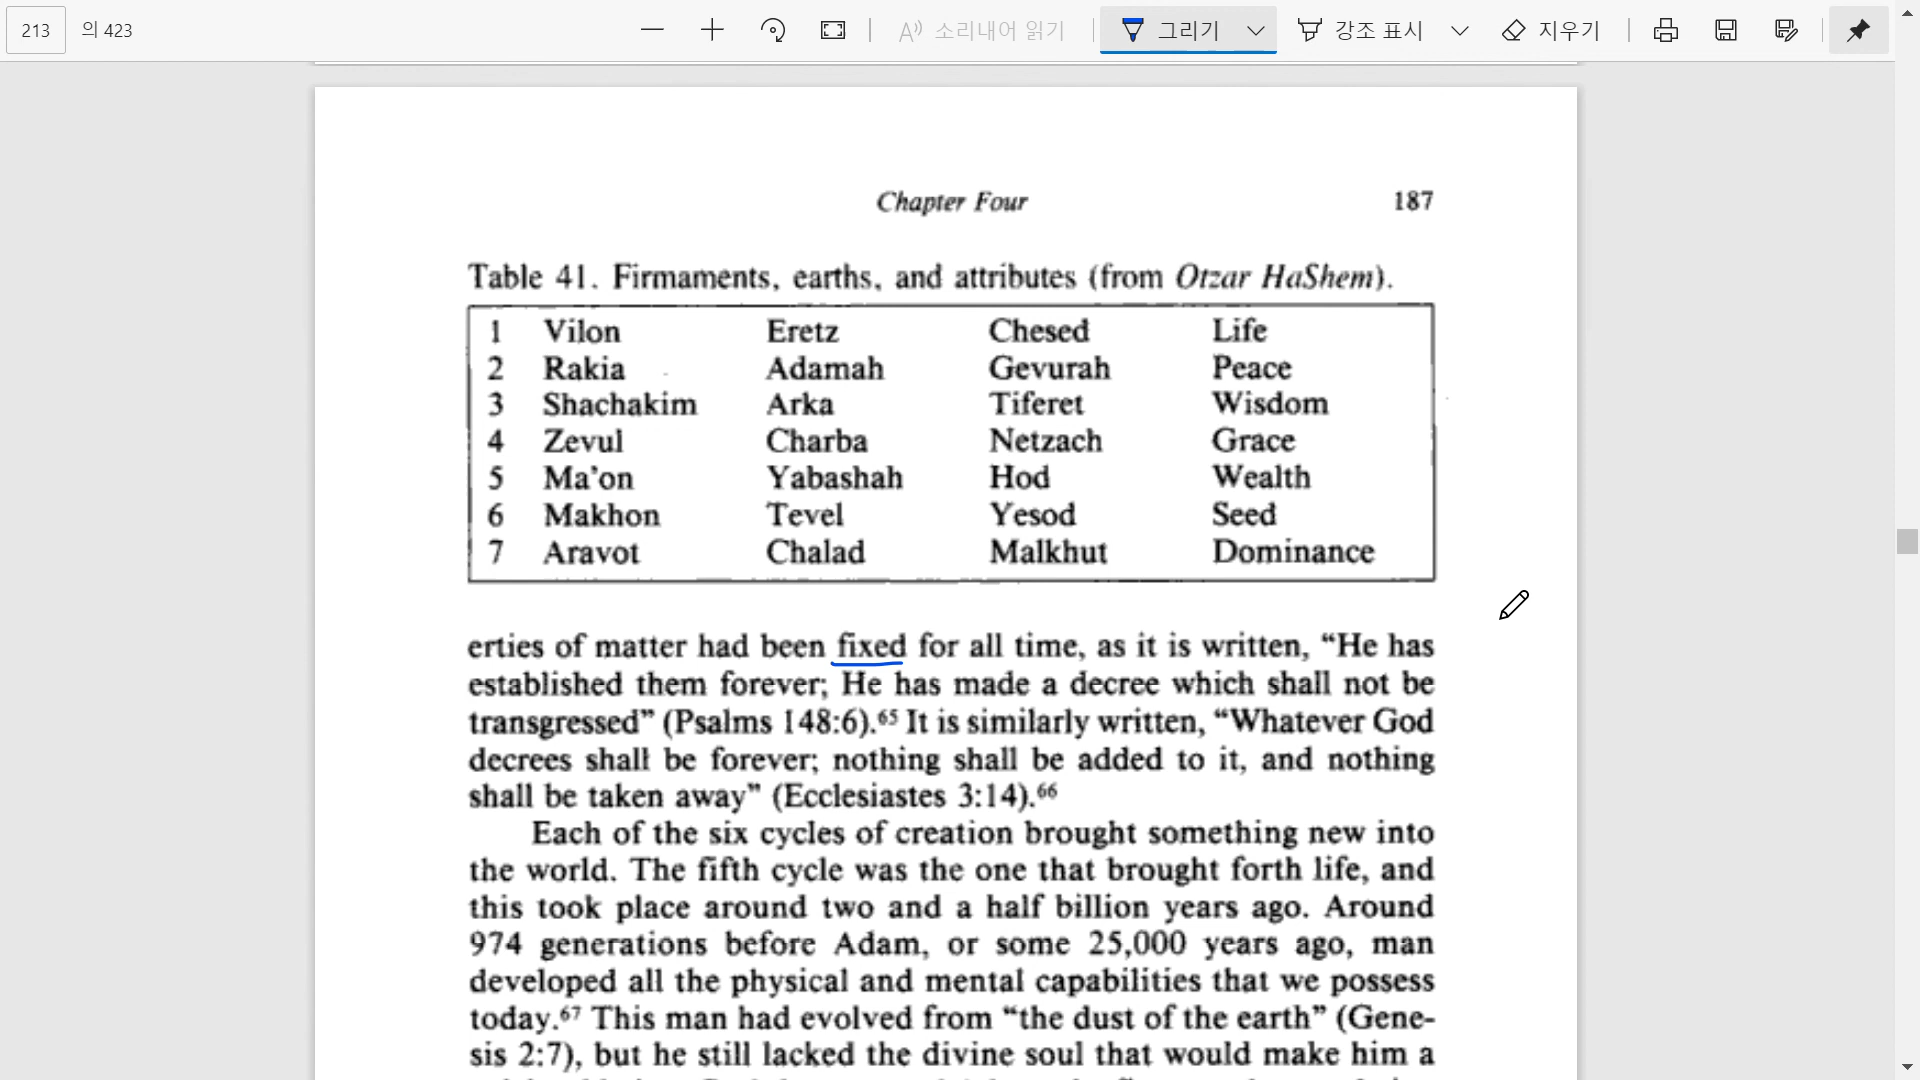 213 의 423 소리내어 읽기 그리기 강조 표시 지우기
Chapter Four 187
Table 41. Firmaments, earths, and attributes (from Otzar HaShem).
1 Vilon Eretz Chesed Life
2 Rakia Adamah Gevurah Peace
3 Shachakim Arka Tiferet Wisdom
4 Zevul Charba Netzach Grace
5 Ma'on Yabashah Hod Wealth
6 Makhon Tevel Yesod Seed
7 Aravot Chalad Malkhut Dominance
erties of matter had been fixed for all time, as it is written, “He has
established them forever; He has made a decree which shall not be
transgressed” (Psalms 148:6).65 It is similarly written, “Whatever God
decrees shall be forever; nothing shall be added to it, and nothing
shall be taken away” (Ecclesiastes 3:14).66
Each of the six cycles of creation brought something new into
the world. The fifth cycle was the one that brought forth life, and
this took place around two and a half billion years ago. Around
974 generations before Adam, or some 25,000 years ago, man
developed all the physical and mental capabilities that we possess
today.67 This man had evolved from “the dust of the earth” (Gene-
sis 2:7), but he still lacked the divine soul that would make him a